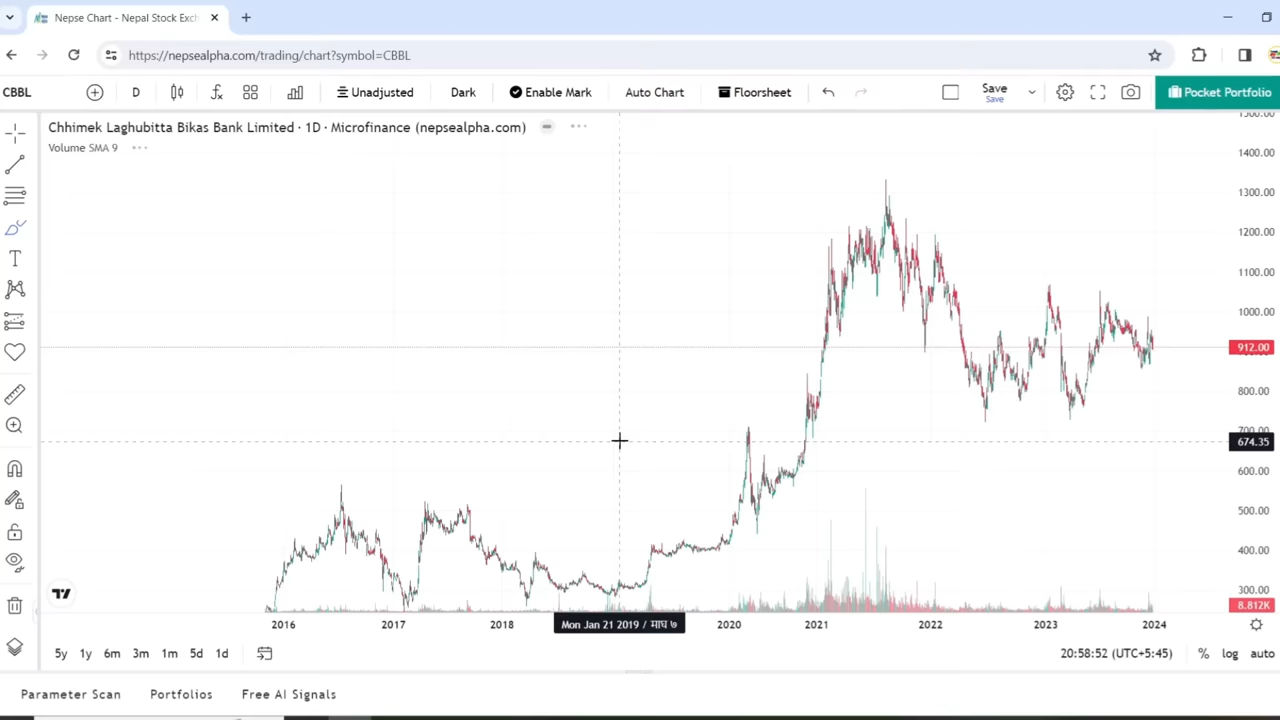 Nepse Chart - Nepal Stock Exch
https://nepsealpha.com/trading/chart?symbol=CBBL
CBBL D Unadjusted Dark Enable Mark Auto Chart Floorsheet Save Save Pocket Portfolio
Chhimek Laghubitta Bikas Bank Limited · 1D · Microfinance (nepsealpha.com)
Volume SMA 9
1400.00
1300.00
1200.00
1100.00
1000.00
912.00
800.00
674.35
600.00
500.00
400.00
300.00
8.812K
2016 2017 2018 Mon Jan 21 2019 / माघ ७ 2020 2021 2022 2023 2024
5y 1y 6m 3m 1m 5d 1d 20:58:52 (UTC+5:45) % log auto
Parameter Scan Portfolios Free AI Signals